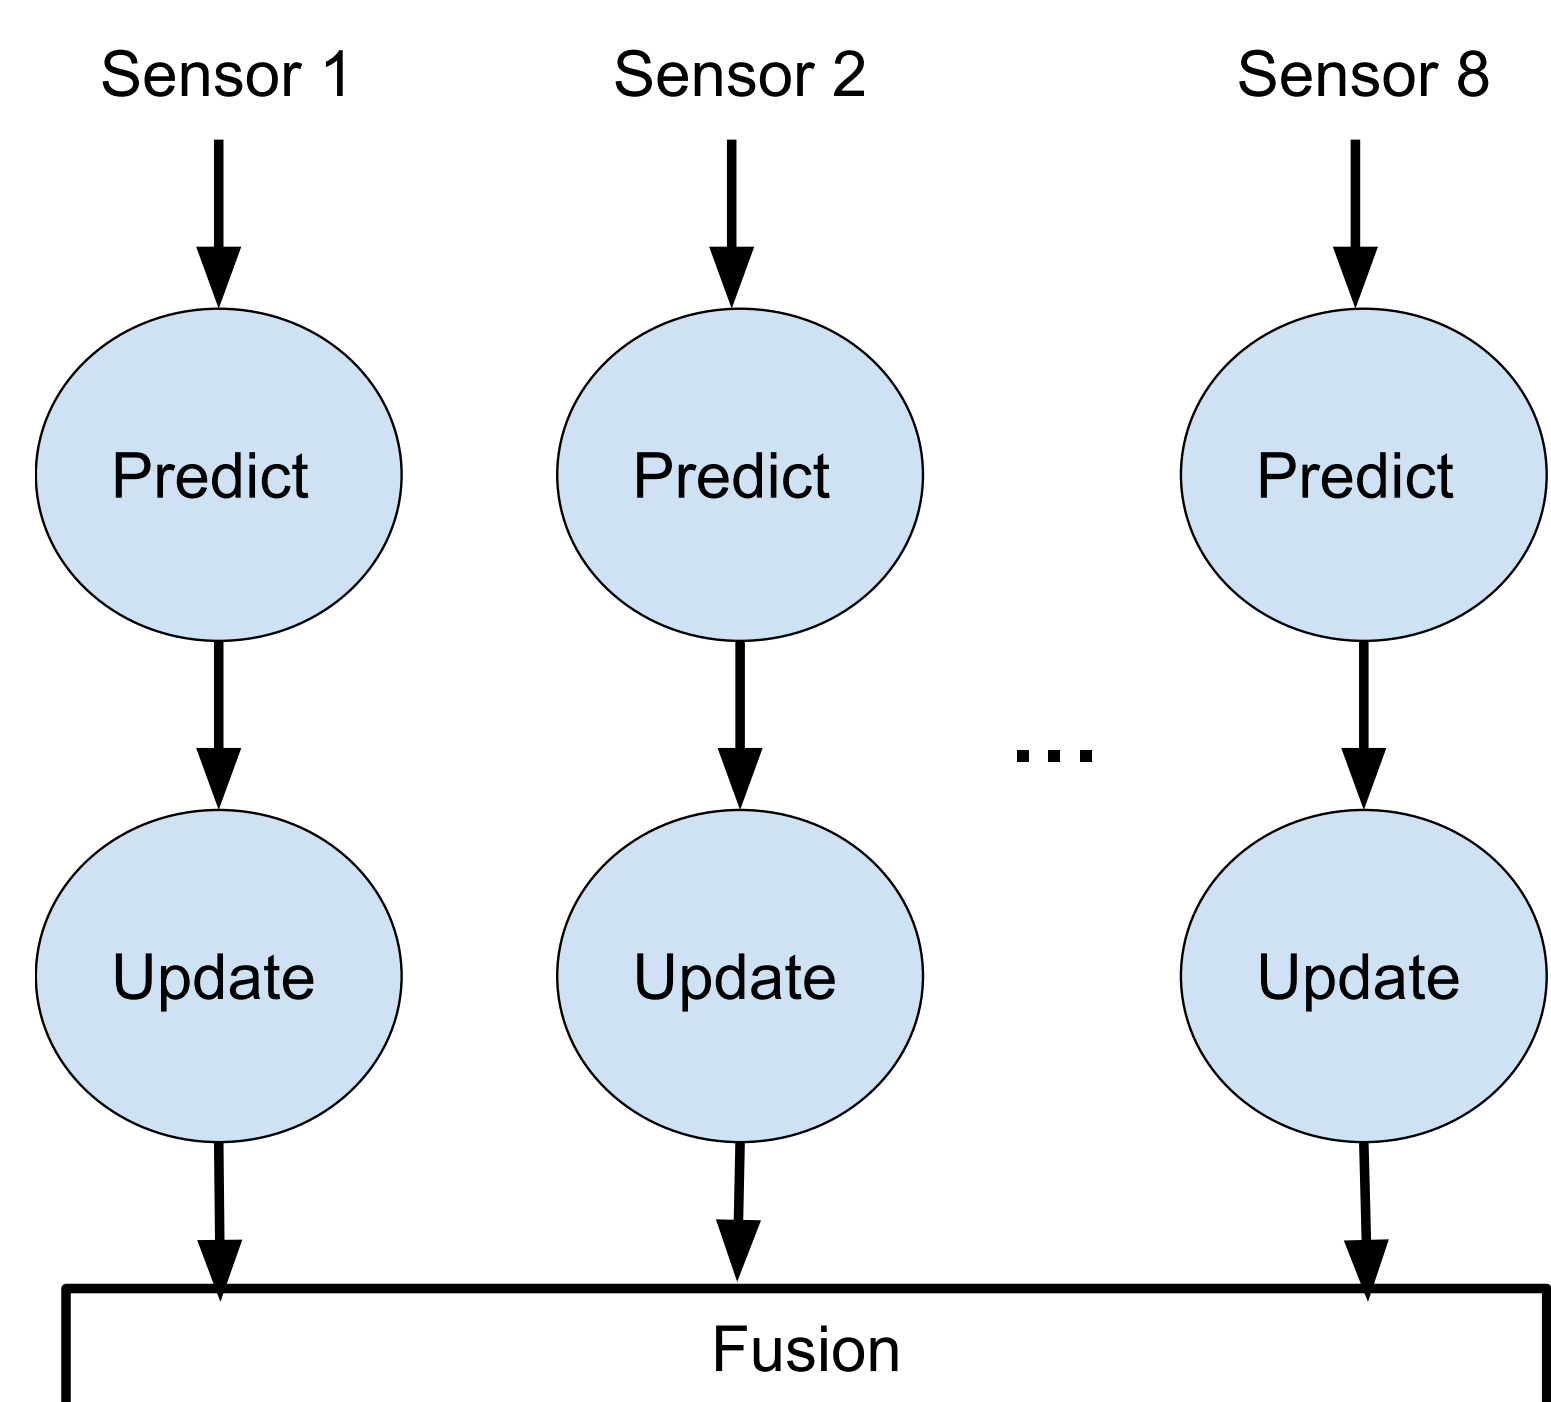 Sensor 1 Sensor 2 Sensor 8
Predict Predict Predict
...
Update Update Update
Fusion